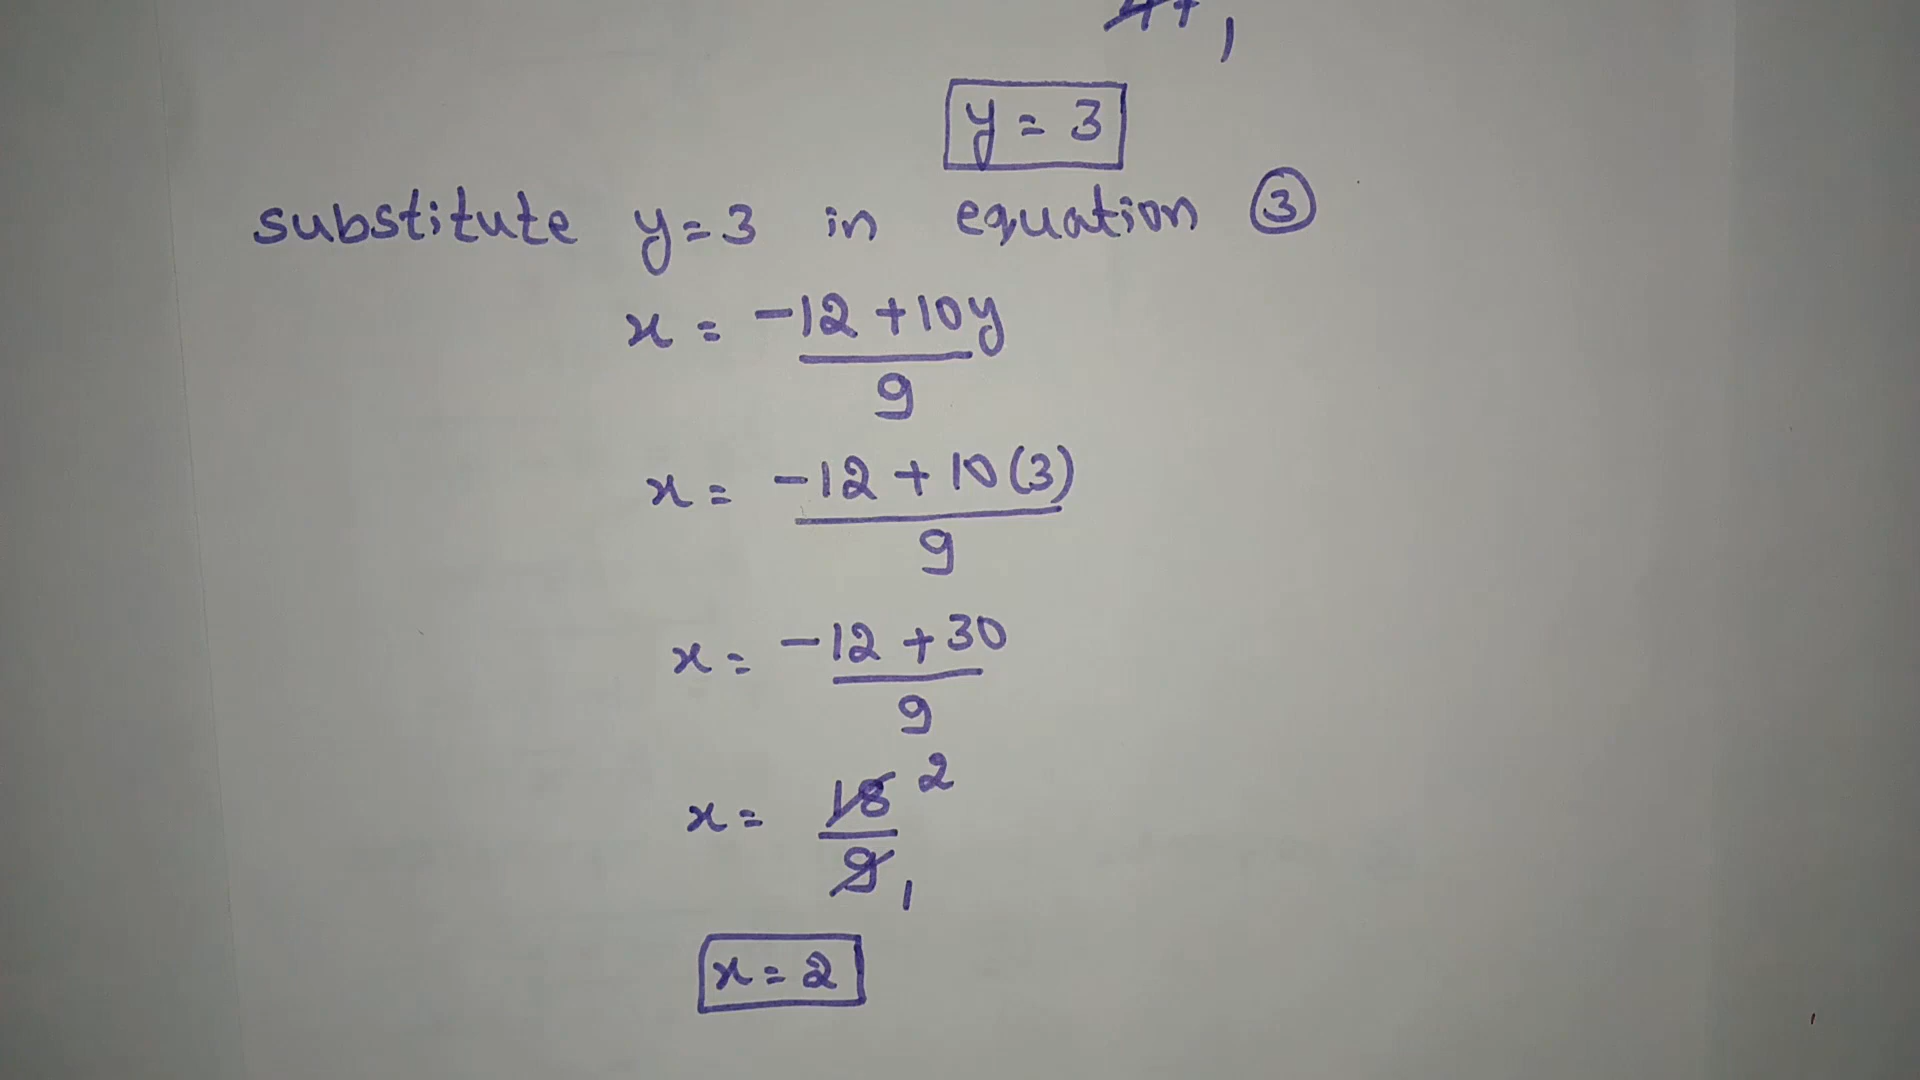 y = 3
substitute y=3 in equation ③
x = -12 +10y
9
x = -12 + 10 (3)
9
x = -12 +30
9
x = 18 2
9 1
x = 2